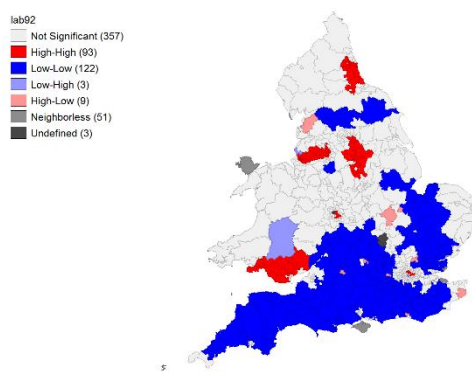 lab92
Not Significant (357)
High-High (93)
Low-Low (122)
Low-High (3)
High-Low (9)
Neighborless (51)
Undefined (3)